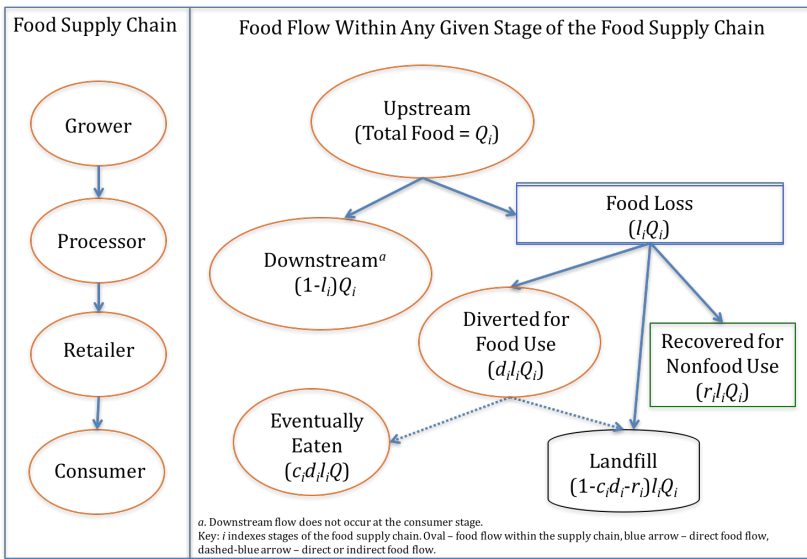 Food Supply Chain
Grower
Processor
Retailer
Consumer
Food Flow Within Any Given Stage of the Food Supply Chain
Upstream
(Total Food = Qᵢ)
Food Loss
(lᵢQᵢ)
Downstreamᵃ
(1-lᵢ)Qᵢ
Diverted for
Food Use
(dᵢlᵢQᵢ)
Recovered for
Nonfood Use
(rᵢlᵢQᵢ)
Eventually
Eaten
(cᵢdᵢlᵢQ)
Landfill
(1-cᵢdᵢ-rᵢ)lᵢQᵢ
a. Downstream flow does not occur at the consumer stage.
Key: i indexes stages of the food supply chain. Oval – food flow within the supply chain, blue arrow – direct food flow,
dashed-blue arrow – direct or indirect food flow.